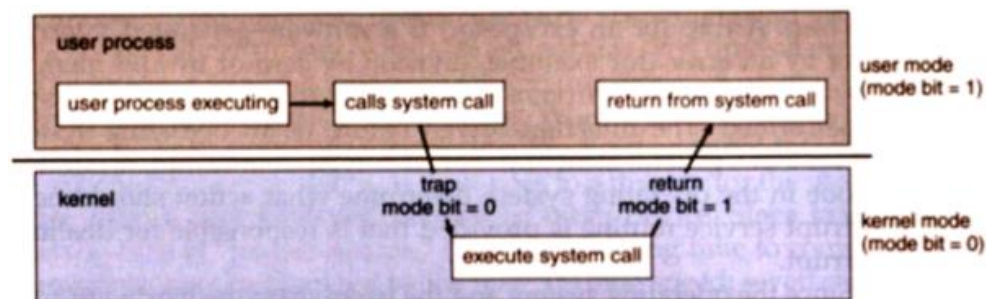 user process
user process executing
calls system call
return from system call
user mode
(mode bit = 1)
kernel
trap
mode bit = 0
return
mode bit = 1
execute system call
kernel mode
(mode bit = 0)